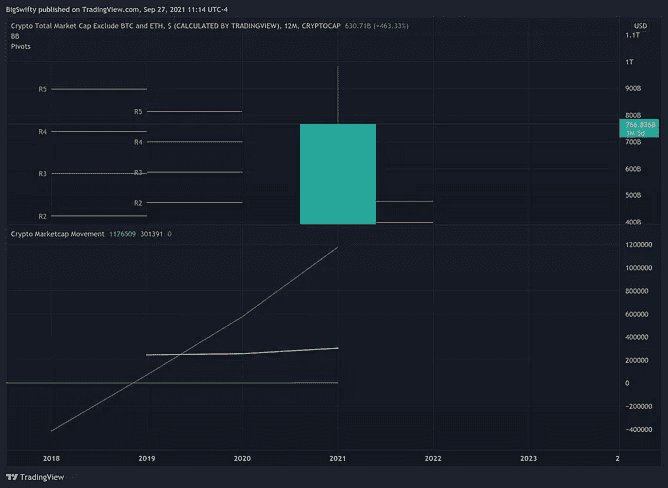 BigSwifty published on TradingView.com, Sep 27, 2021 11:14 UTC-4
Crypto Total Market Cap Exclude BTC and ETH, $ (CALCULATED BY TRADINGVIEW), 12M, CRYPTOCAP 630.71B (+463.33%)
USD
BB
Pivots
1.1T
1T
R5
900B
R5
800B
766.836B
3M 5d
R4
R4
700B
R3
R3
600B
500B
R2
R2
400B
Crypto Marketcap Movement 1176509 301391 0
1200000
1000000
800000
600000
400000
200000
0
−200000
−400000
2018 2019 2020 2021 2022 2023 2
TradingView